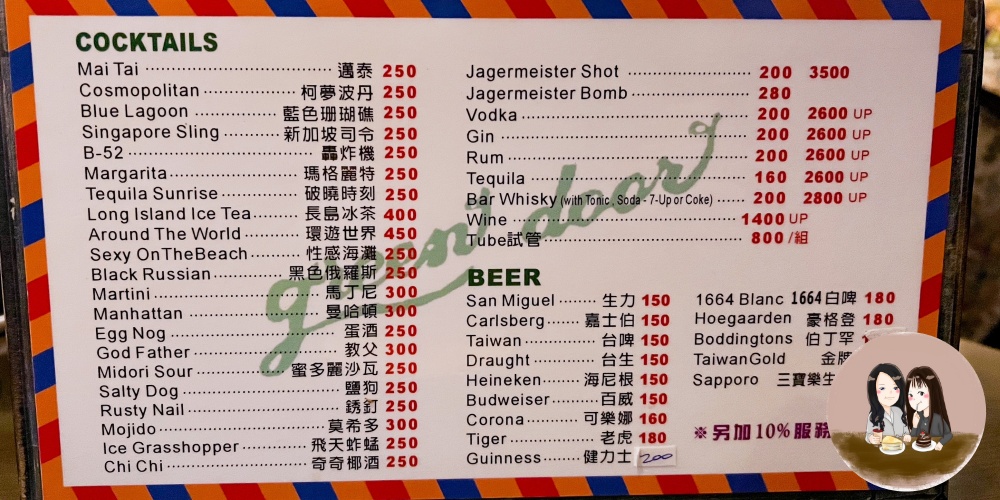 COCKTAILS
Mai Tai 邁泰 250
Cosmopolitan 柯夢波丹 250
Blue Lagoon 藍色珊瑚礁 250
Singapore Sling 新加坡司令 250
B-52 轟炸機 250
Margarita 瑪格麗特 250
Tequila Sunrise 破曉時刻 250
Long Island Ice Tea 長島冰茶 400
Around The World 環遊世界 450
Sexy OnTheBeach 性感海灘 250
Black Russian 黑色俄羅斯 250
Martini 馬丁尼 300
Manhattan 曼哈頓 300
Egg Nog 蛋酒 250
God Father 教父 300
Midori Sour 蜜多麗沙瓦 250
Salty Dog 鹽狗 250
Rusty Nail 銹釘 250
Mojido 莫希多 300
Ice Grasshopper 飛天蚱蜢 250
Chi Chi 奇奇椰酒 250
Jagermeister Shot 200 3500
Jagermeister Bomb 280
Vodka 200 2600 UP
Gin 200 2600 UP
Rum 200 2600 UP
Tequila 160 2600 UP
Bar Whisky (with Tonic . Soda - 7-Up or Coke) 200 2800 UP
Wine 1400 UP
Tube試管 800 /組
green door
BEER
San Miguel 生力 150
Carlsberg 嘉士伯 150
Taiwan 台啤 150
Draught 台生 150
Heineken 海尼根 150
Budweiser 百威 150
Corona 可樂娜 160
Tiger 老虎 180
Guinness 健力士 200
1664 Blanc 1664白啤 180
Hoegaarden 豪格登 180
Boddingtons 伯丁罕
TaiwanGold 金牌
Sapporo 三寶樂生
※另加10%服務